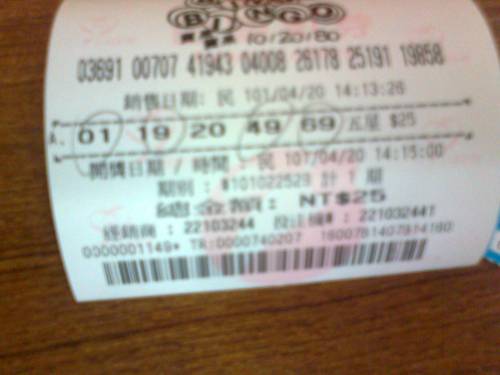 BINGO
BINGO
10/20/80
03691 00707 41943 04008 26178 25191 19858
銷售日期: 民 101/04/20 14:13:26
A. 01 19 20 49 69 五星 $25
開獎日期/時間: 民 101/04/20 14:15:00
期別: #101022529 計 1 期
總金額: NT$25
經銷商: 22103244 投注機#: 221032441
0000001149* TR:0000740207